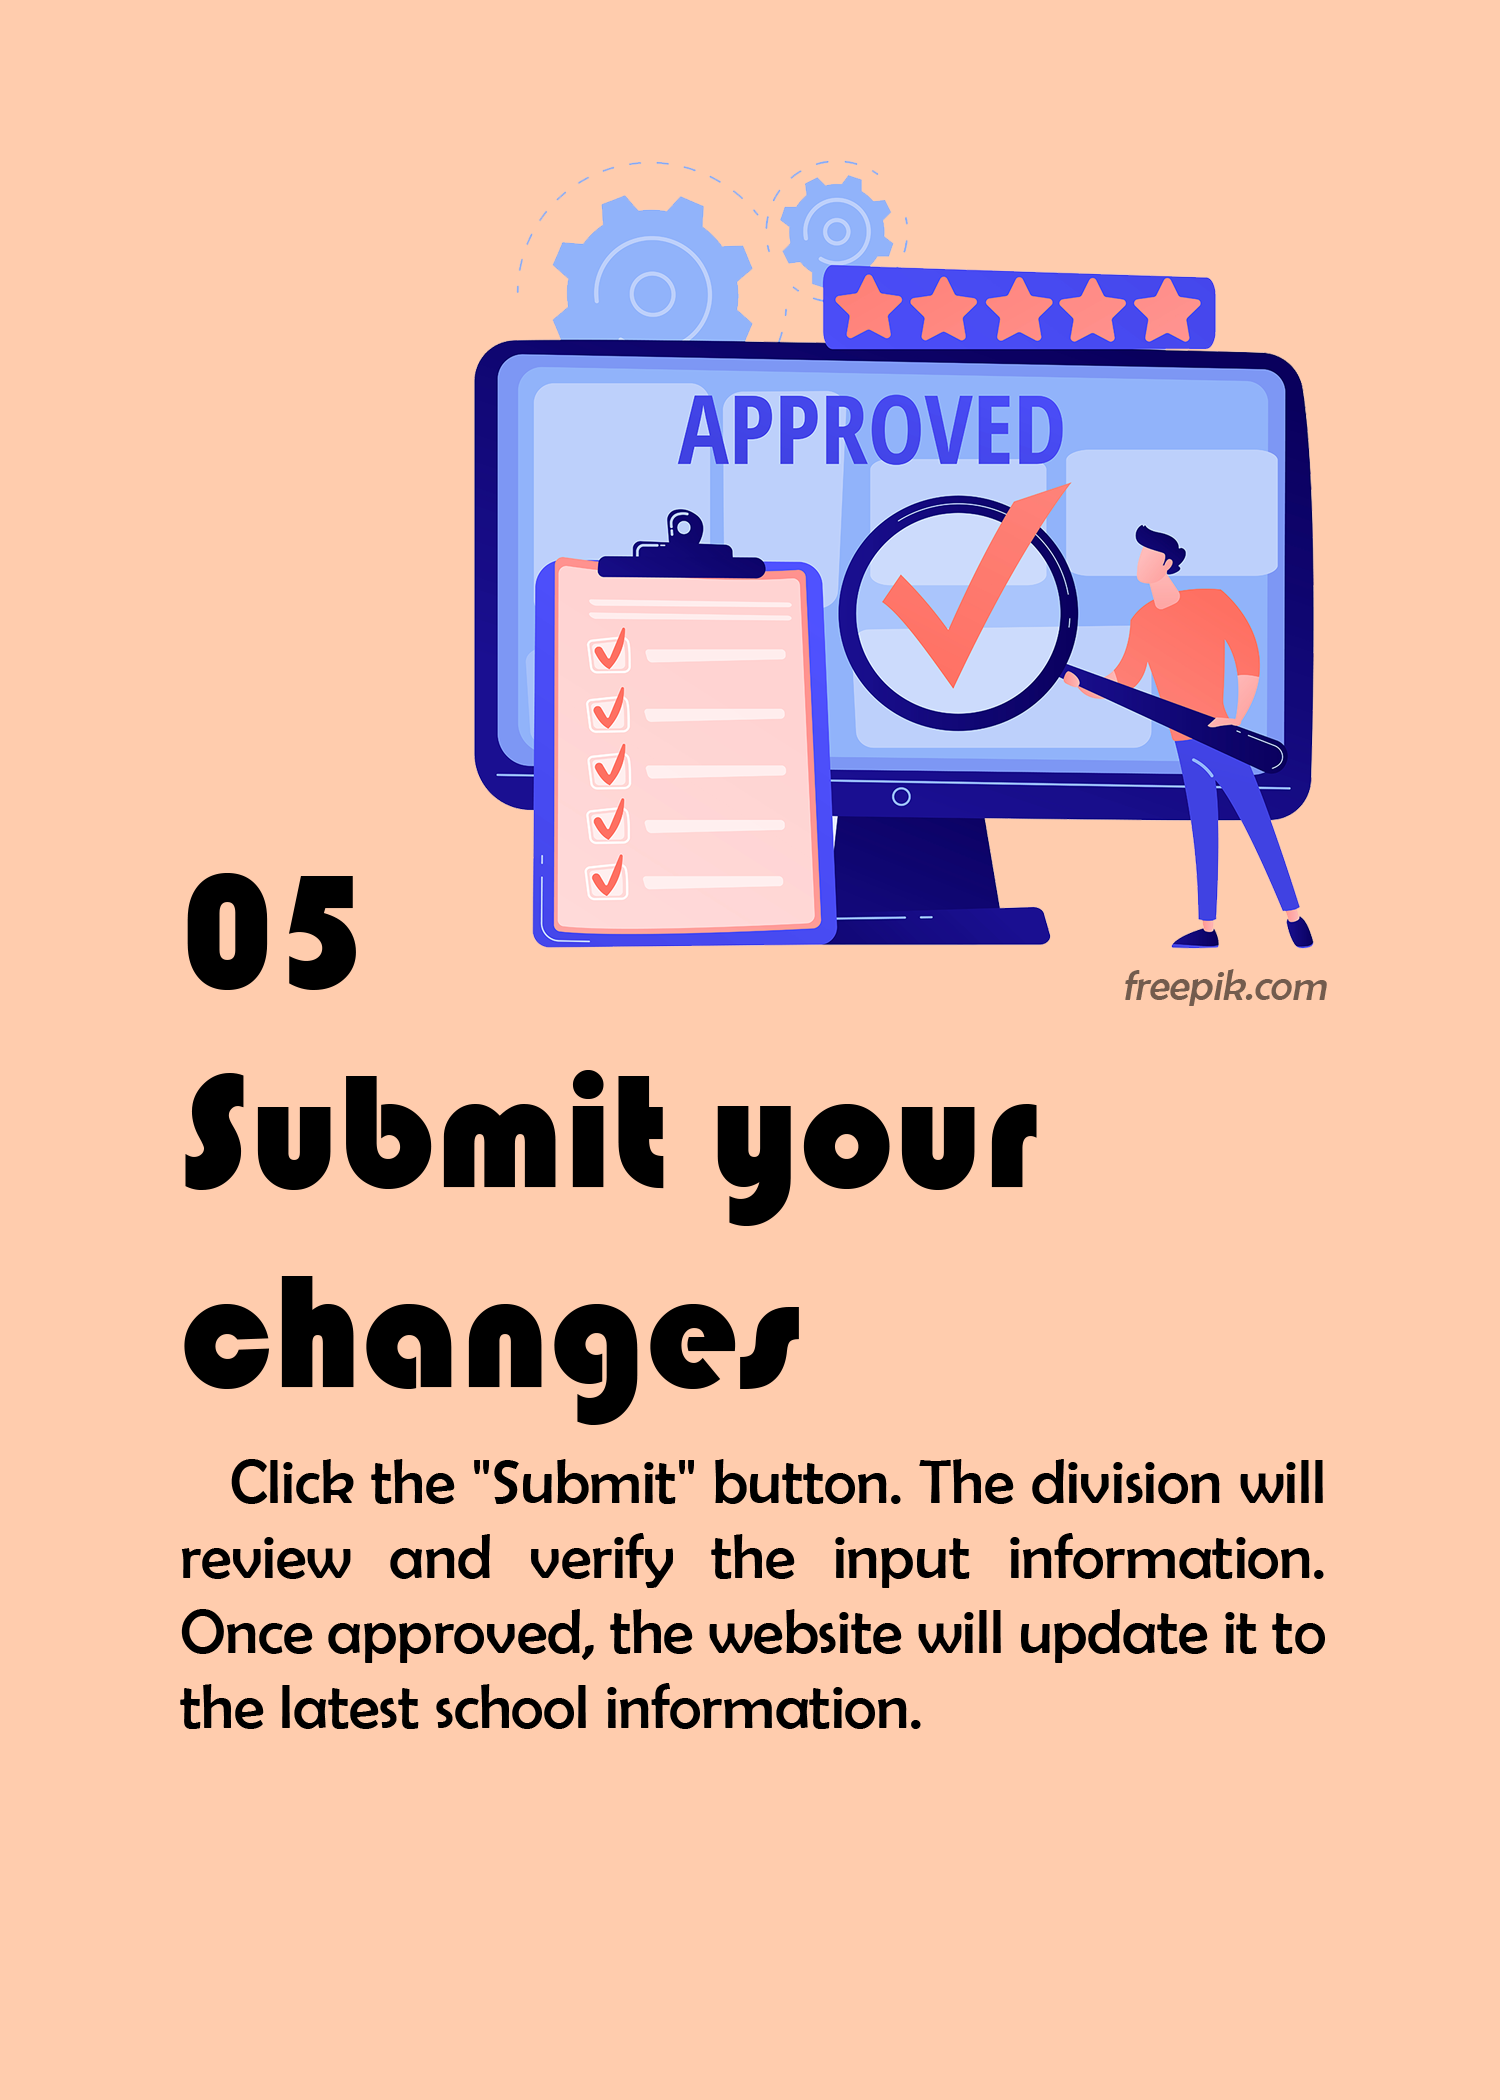 APPROVED
05
freepik.com
Submit your
changes
Click the "Submit" button. The division will
review and verify the input information.
Once approved, the website will update it to
the latest school information.